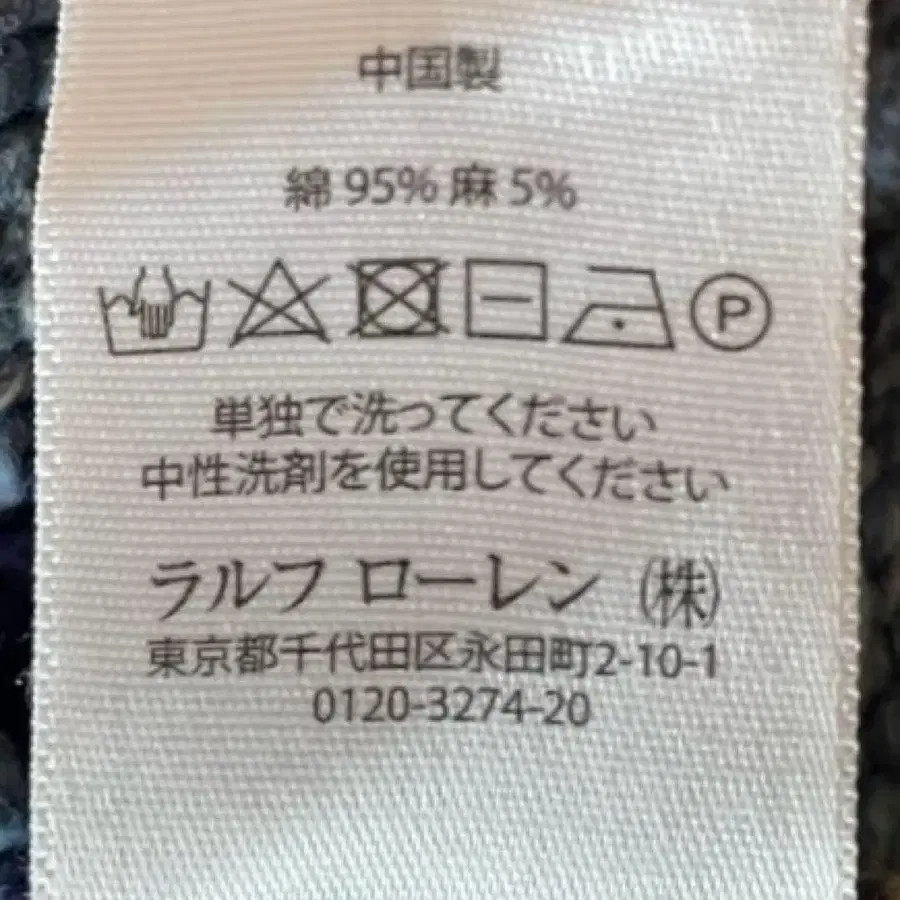 中国製
綿 95% 麻 5%
P
単独で洗ってください
中性洗剤を使用してください
ラルフ ローレン (株)
東京都千代田区永田町2-10-1
0120-3274-20